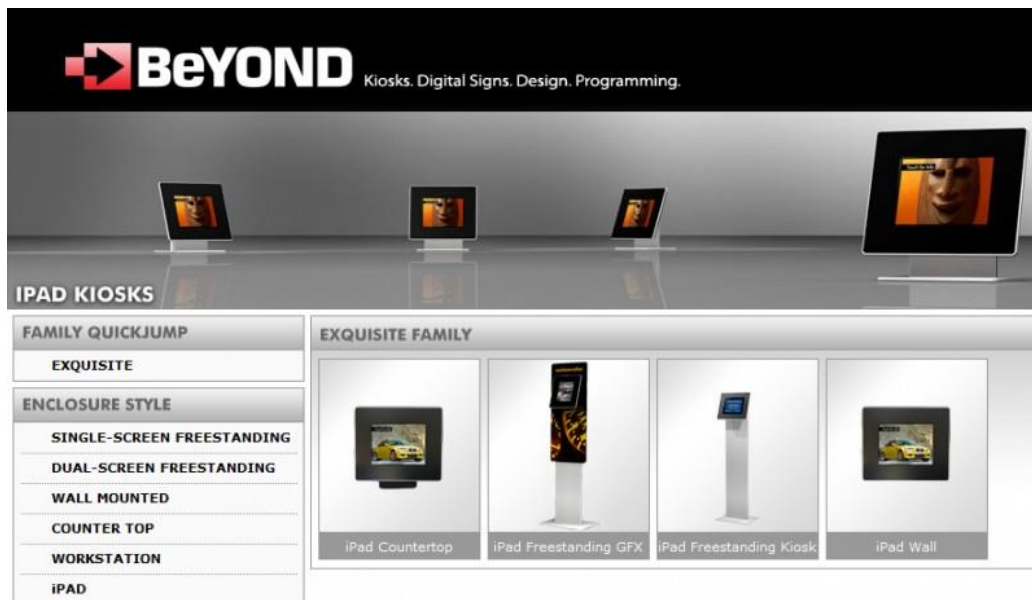 BeYOND Kiosks. Digital Signs. Design. Programming.
IPAD KIOSKS
FAMILY QUICKJUMP
EXQUISITE
ENCLOSURE STYLE
SINGLE-SCREEN FREESTANDING
DUAL-SCREEN FREESTANDING
WALL MOUNTED
COUNTER TOP
WORKSTATION
iPAD
EXQUISITE FAMILY
iPad Countertop
iPad Freestanding GFX
iPad Freestanding Kiosk
iPad Wall